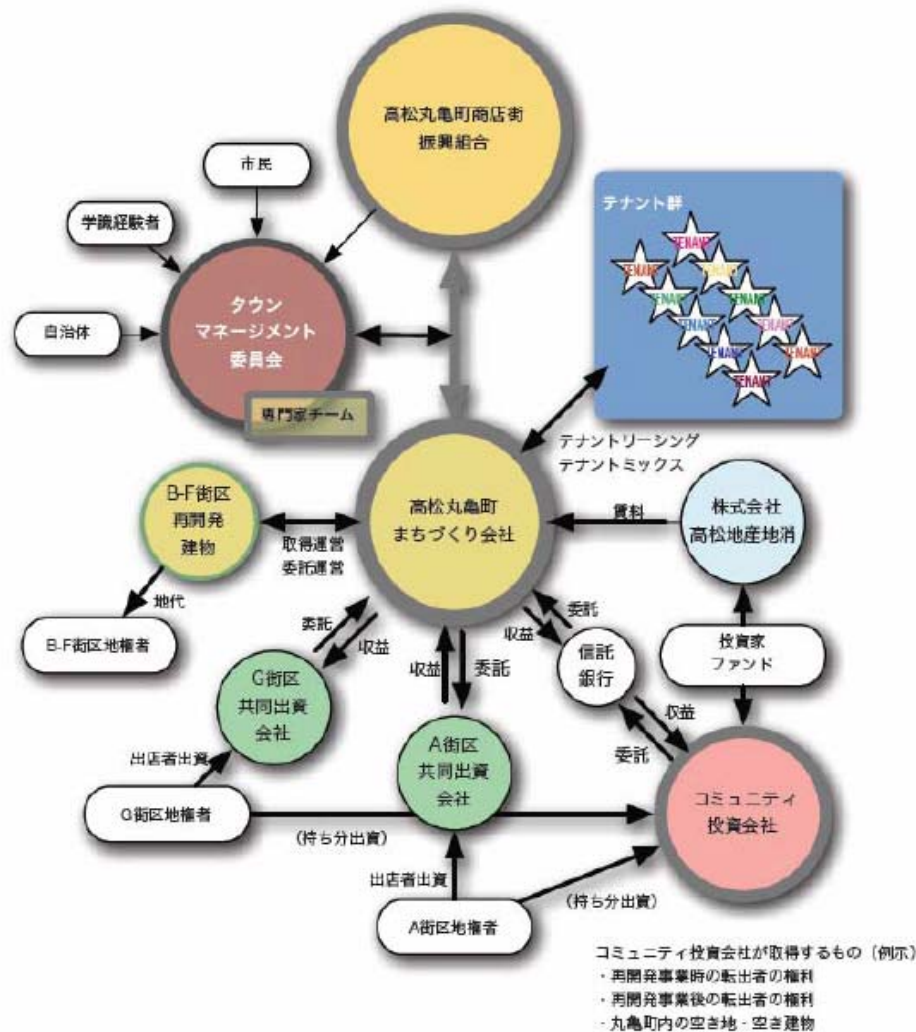 高松丸亀町商店街
振興組合
市民
学識経験者
自治体
タウン
マネージメント
委員会
専門家チーム
テナント群
TENANT
TENANT
TENANT
TENANT
TENANT
TENANT
TENANT
TENANT
TENANT
TENANT
テナントリーシング
テナントミックス
B-F街区
再開発
建物
取得運営
委託運営
高松丸亀町
まちづくり会社
賃料
株式会社
高松地産地消
地代
B-F街区地権者
委託
収益
収益
委託
収益
委託
信託
銀行
投資家
ファンド
G街区
共同出資
会社
収益
委託
出店者出資
G街区地権者
A街区
共同出資
会社
コミュニティ
投資会社
(持ち分出資)
出店者出資
(持ち分出資)
A街区地権者
コミュニティ投資会社が取得するもの（例示）
・再開発事業時の転出者の権利
・再開発事業後の転出者の権利
・丸亀町内の空き地・空き建物